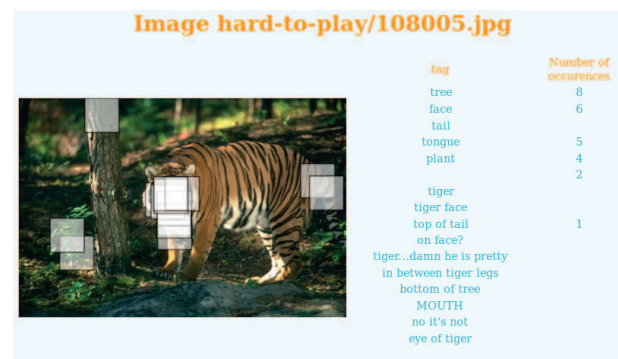 Image hard-to-play/108005.jpg
tag Number of
occurences
tree 8
face 6
tail
tongue 5
plant 4
2
tiger
tiger face
top of tail 1
on face?
tiger...damn he is pretty
in between tiger legs
bottom of tree
MOUTH
no it's not
eye of tiger